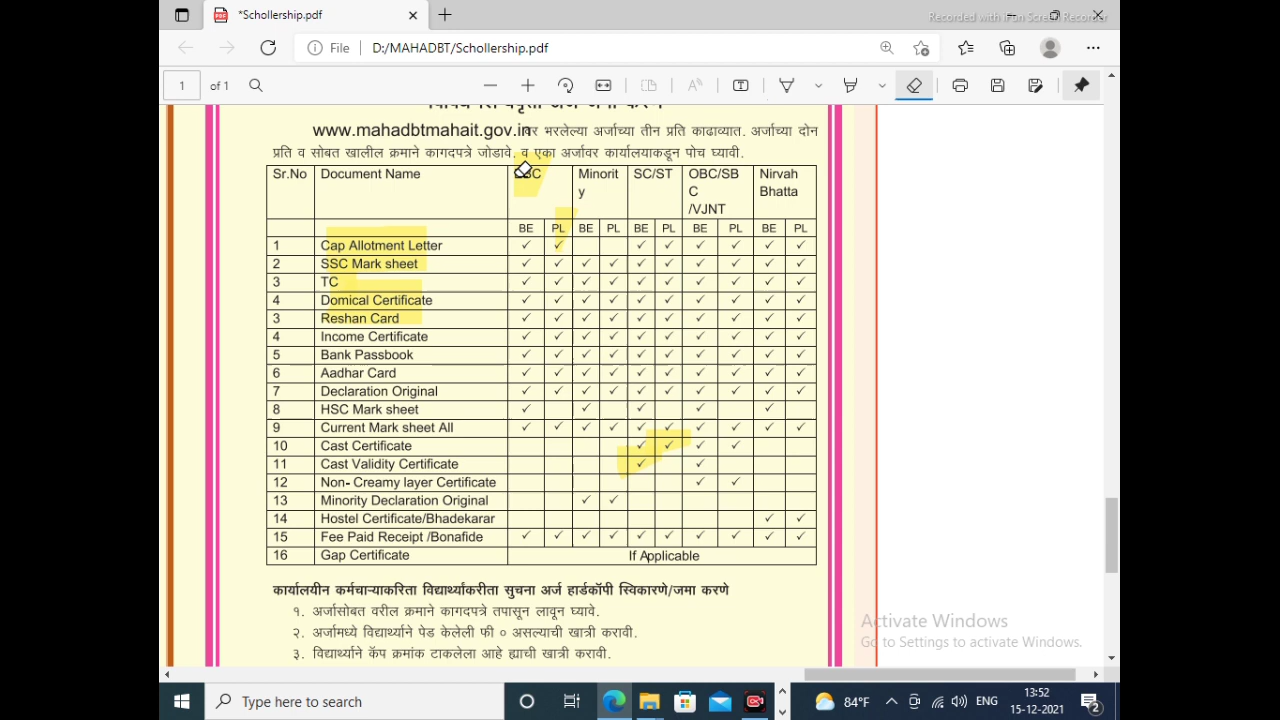 *Schollership.pdf
Recorded with iFun Screen Recorder
File D:/MAHADBT/Schollership.pdf
1 of 1
www.mahadbtmahait.gov.in वर भरलेल्या अर्जाच्या तीन प्रति काढाव्यात. अर्जाच्या दोन
प्रति व सोबत खालील क्रमाने कागदपत्रे जोडावे. व एका अर्जावर कार्यालयाकडून पोच घ्यावी.
Sr.No Document Name Minority SC/ST OBC/SBC /VJNT Nirvah Bhatta
BE PL BE PL BE PL BE PL BE PL
1 Cap Allotment Letter ✓ ✓ ✓ ✓ ✓ ✓ ✓ ✓
2 SSC Mark sheet ✓ ✓ ✓ ✓ ✓ ✓ ✓ ✓ ✓ ✓
3 TC ✓ ✓ ✓ ✓ ✓ ✓ ✓ ✓ ✓ ✓
4 Domical Certificate ✓ ✓ ✓ ✓ ✓ ✓ ✓ ✓ ✓ ✓
3 Reshan Card ✓ ✓ ✓ ✓ ✓ ✓ ✓ ✓ ✓ ✓
4 Income Certificate ✓ ✓ ✓ ✓ ✓ ✓ ✓ ✓ ✓ ✓
5 Bank Passbook ✓ ✓ ✓ ✓ ✓ ✓ ✓ ✓ ✓ ✓
6 Aadhar Card ✓ ✓ ✓ ✓ ✓ ✓ ✓ ✓ ✓ ✓
7 Declaration Original ✓ ✓ ✓ ✓ ✓ ✓ ✓ ✓ ✓ ✓
8 HSC Mark sheet ✓ ✓ ✓ ✓ ✓
9 Current Mark sheet All ✓ ✓ ✓ ✓ ✓ ✓ ✓ ✓ ✓ ✓
10 Cast Certificate ✓ ✓ ✓ ✓
11 Cast Validity Certificate ✓ ✓
12 Non- Creamy layer Certificate ✓ ✓
13 Minority Declaration Original ✓ ✓
14 Hostel Certificate/Bhadekarar ✓ ✓
15 Fee Paid Receipt /Bonafide ✓ ✓ ✓ ✓ ✓ ✓ ✓ ✓ ✓ ✓
16 Gap Certificate If Applicable
कार्यालयीन कर्मचाऱ्याकरिता विद्यार्थ्यांकरीता सुचना अर्ज हार्डकॉपी स्विकारणे/जमा करणे
१. अर्जासोबत वरील क्रमाने कागदपत्रे तपासून लावून घ्यावे.
२. अर्जामध्ये विद्यार्थ्याने पेड केलेली फी ० असल्याची खात्री करावी.
३. विद्यार्थ्याने कॅप क्रमांक टाकलेला आहे ह्याची खात्री करावी.
Activate Windows
Go to Settings to activate Windows.
Type here to search
84°F ENG 13:52
15-12-2021 2